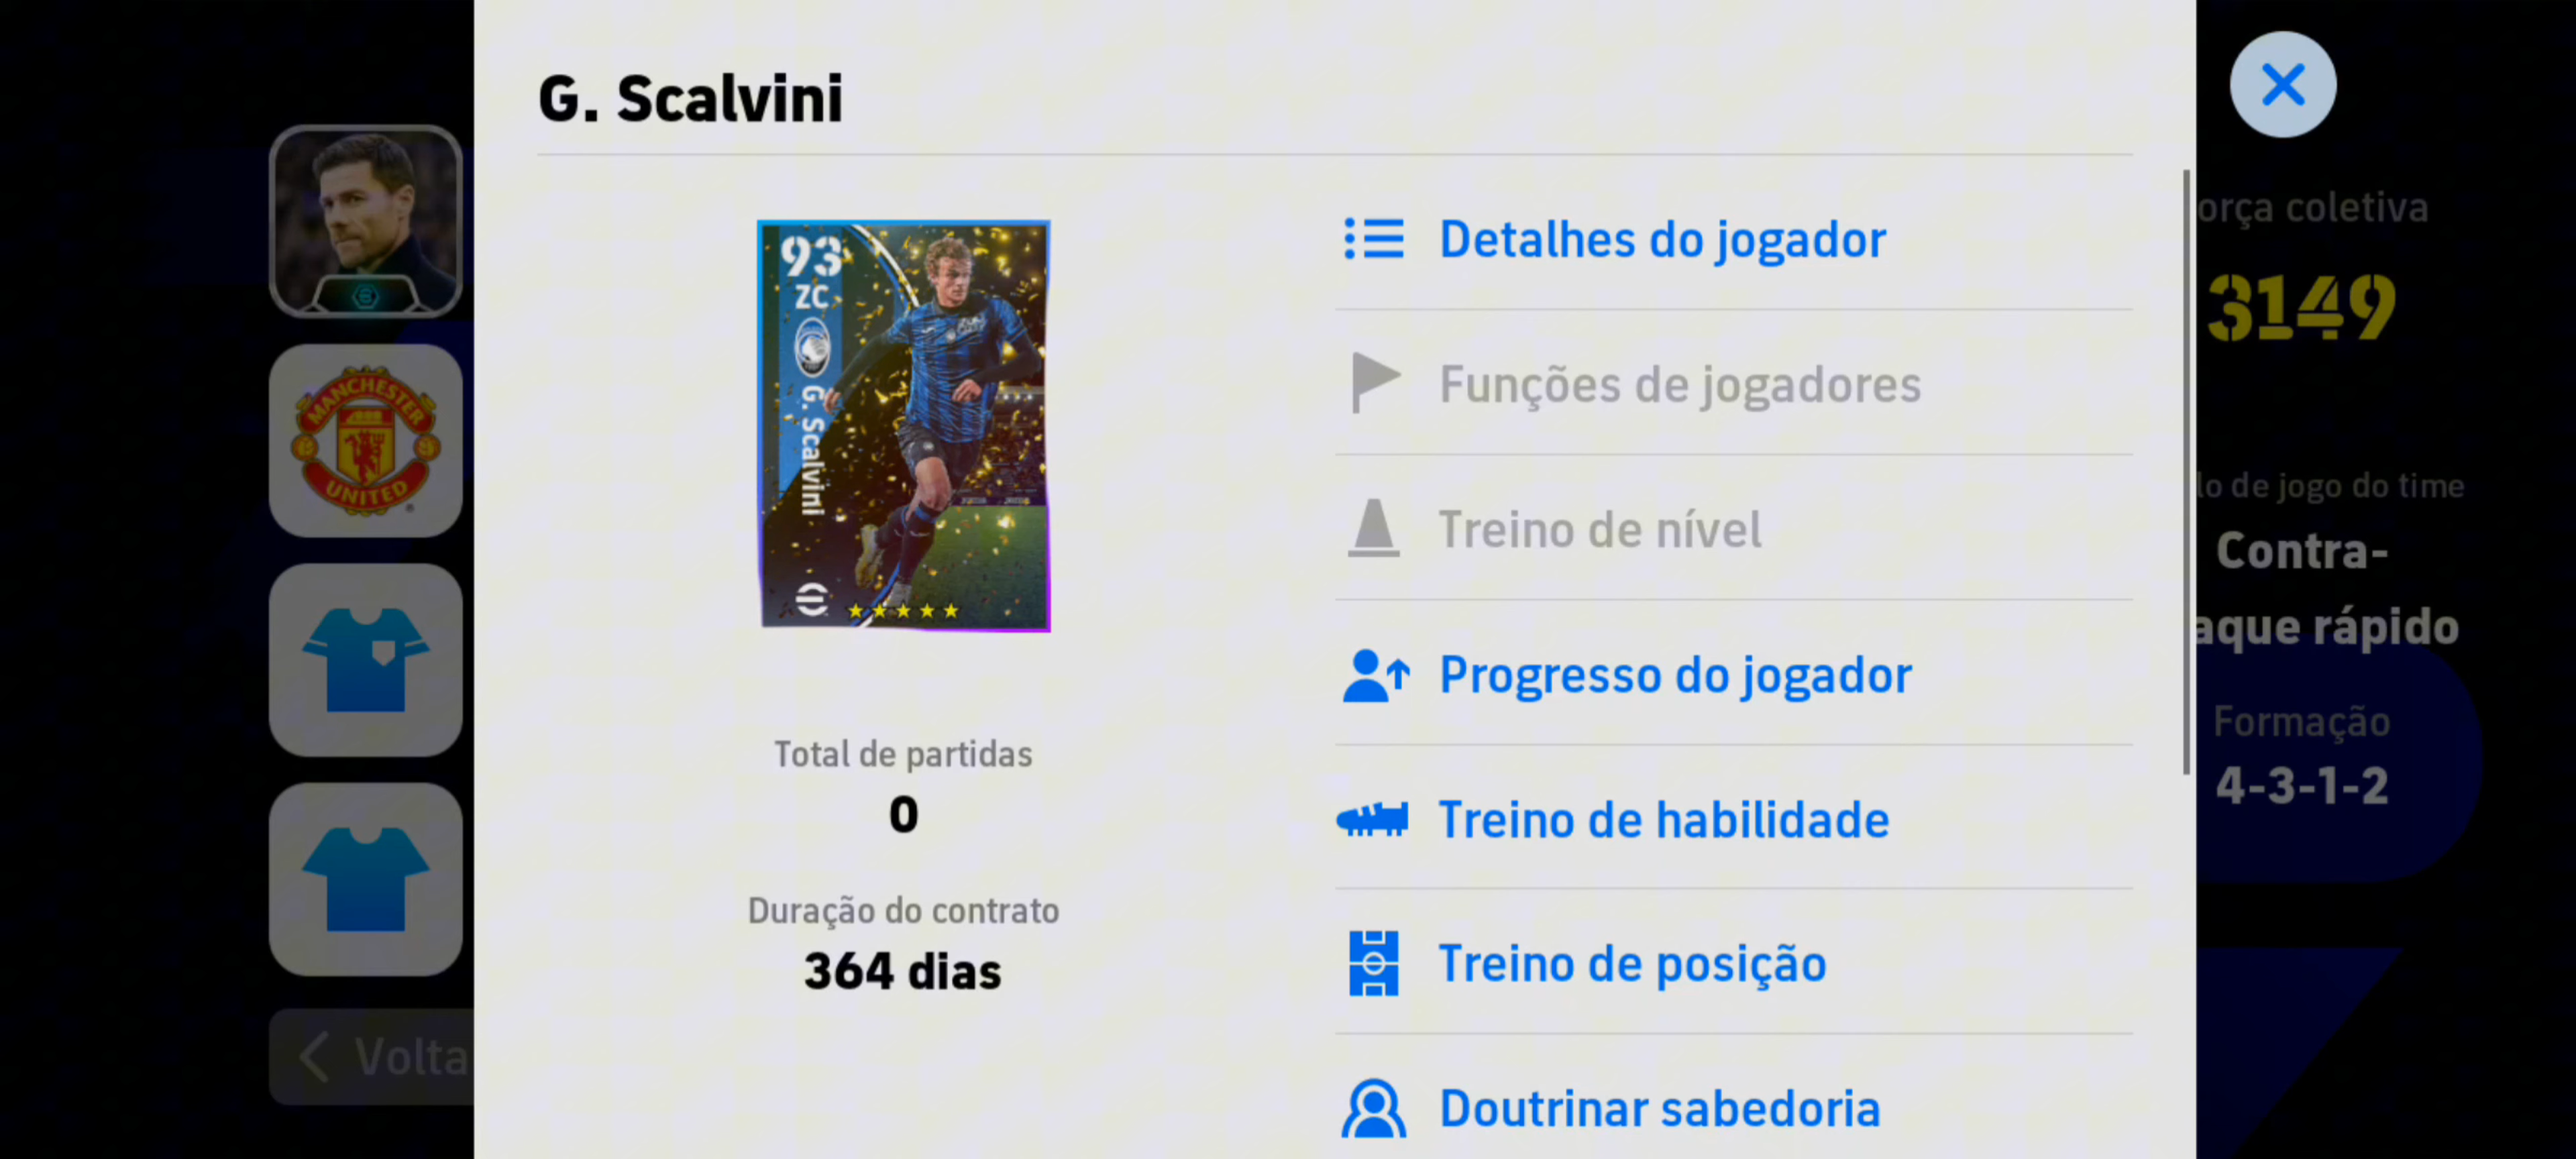 G. Scalvini
93
ZC
G. Scalvini
Total de partidas
0
Duração do contrato
364 dias
Detalhes do jogador
Funções de jogadores
Treino de nível
Progresso do jogador
Treino de habilidade
Treino de posição
Doutrinar sabedoria
MANCHESTER
UNITED
Volta
orça coletiva
3149
lo de jogo do time
Contra-
aque rápido
Formação
4-3-1-2